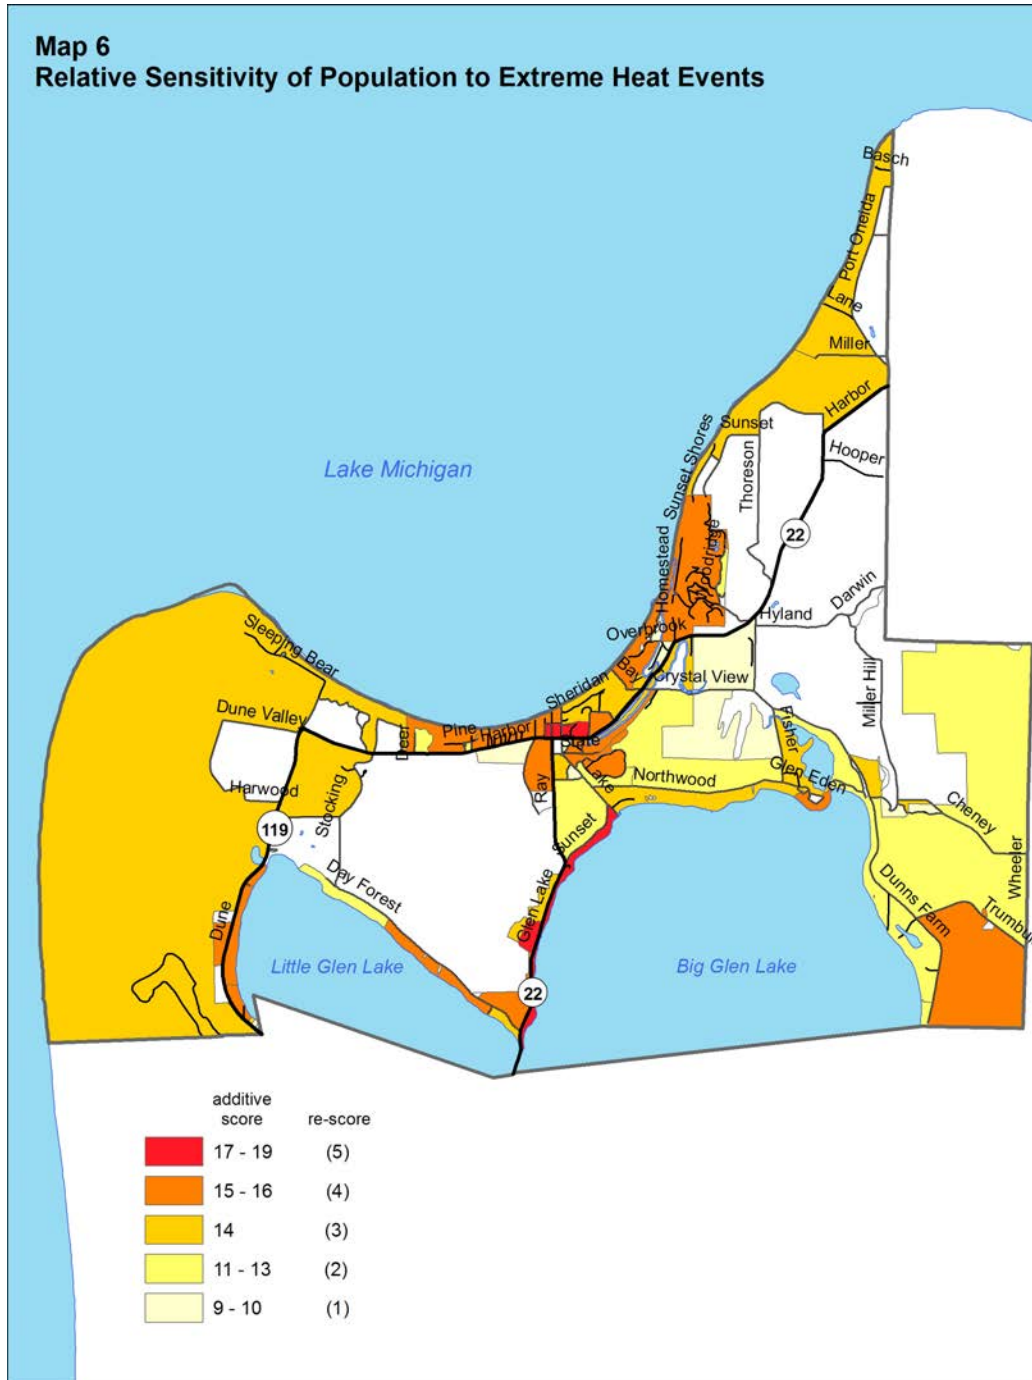 Map 6
Relative Sensitivity of Population to Extreme Heat Events
Basch
Port Oneida
Lane
Miller
Harbor
Sunset
Sunset Shores
Hooper
Thoreson
Lake Michigan
22
Woodridge
Homestead
Darwin
Hyland
Overbrook
Sleeping Bear
Bay
Crystal View
Miller Hill
Sheridan
Dune Valley
Pine
Harbor
Deer
State
Fisher
Harwood
Stocking
Ray
Lake
Northwood
Glen Eden
Cheney
119
Sunset
Wheeler
Day Forest
Dunns Farm
Glen Lake
Dune
Trumbu
Little Glen Lake
Big Glen Lake
22
additive
score re-score
17 - 19 (5)
15 - 16 (4)
14 (3)
11 - 13 (2)
9 - 10 (1)